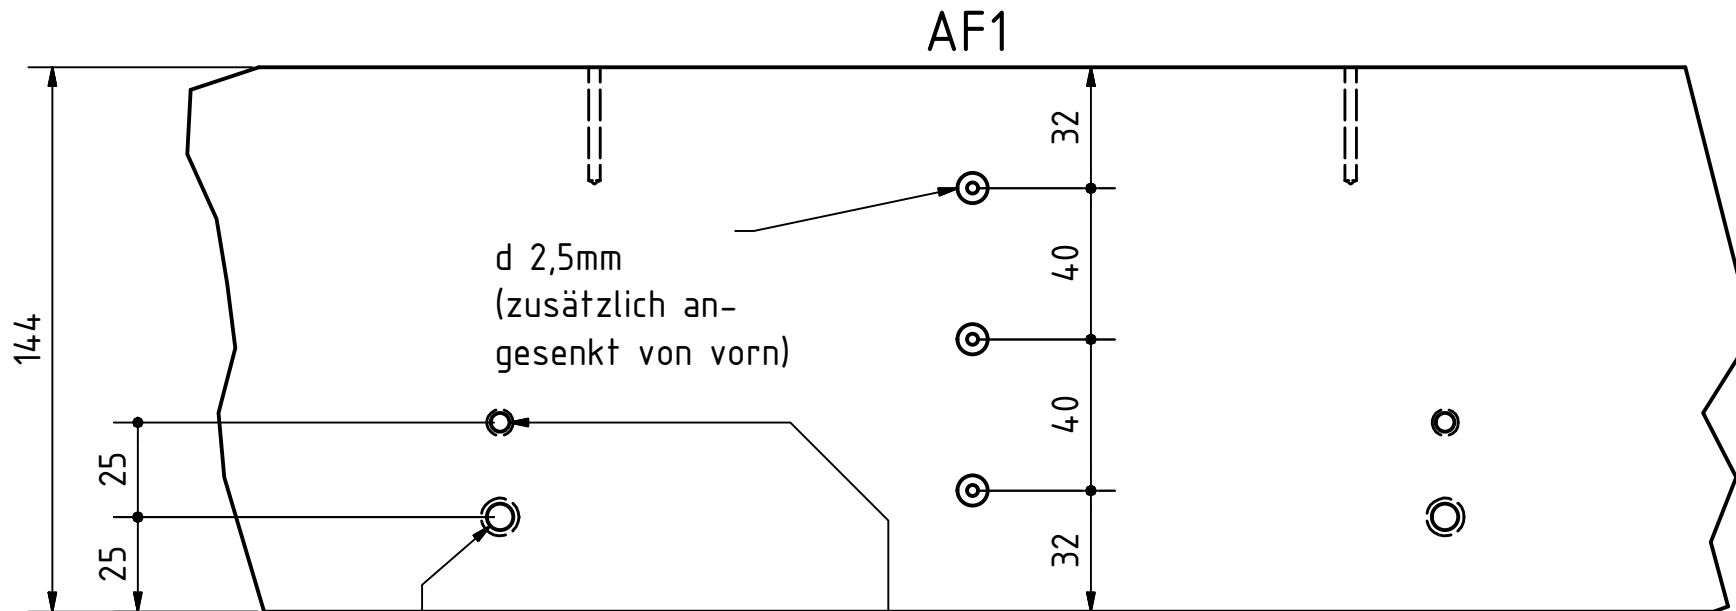 AF1
32
d 2,5mm
(zusätzlich an-
gesenkt von vorn)
40
144
40
25
25
32